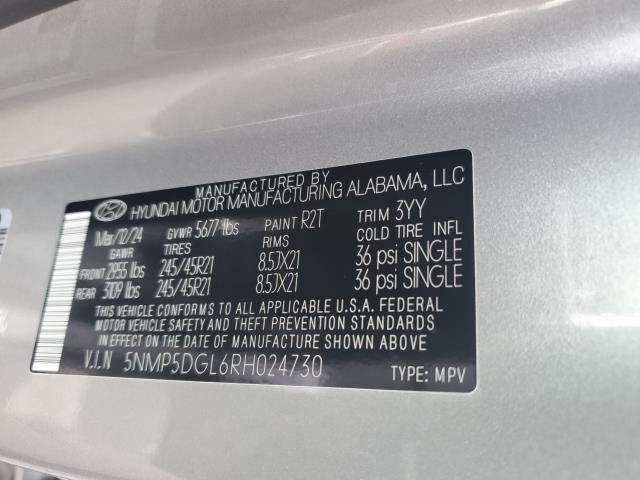 MANUFACTURED BY
HYUNDAI MOTOR MANUFACTURING ALABAMA, LLC
Mar/12/24 GVWR 5677 lbs PAINT R2T TRIM 3YY
GAWR TIRES RIMS COLD TIRE INFL
FRONT 2955 lbs 245/45R21 8.5JX21 36 psi SINGLE
REAR 3109 lbs 245/45R21 8.5JX21 36 psi SINGLE
THIS VEHICLE CONFORMS TO ALL APPLICABLE U.S.A. FEDERAL
MOTOR VEHICLE SAFETY AND THEFT PREVENTION STANDARDS
IN EFFECT ON THE DATE OF MANUFACTURE SHOWN ABOVE.
V.I.N 5NMP5DGL6RH024730 TYPE: MPV